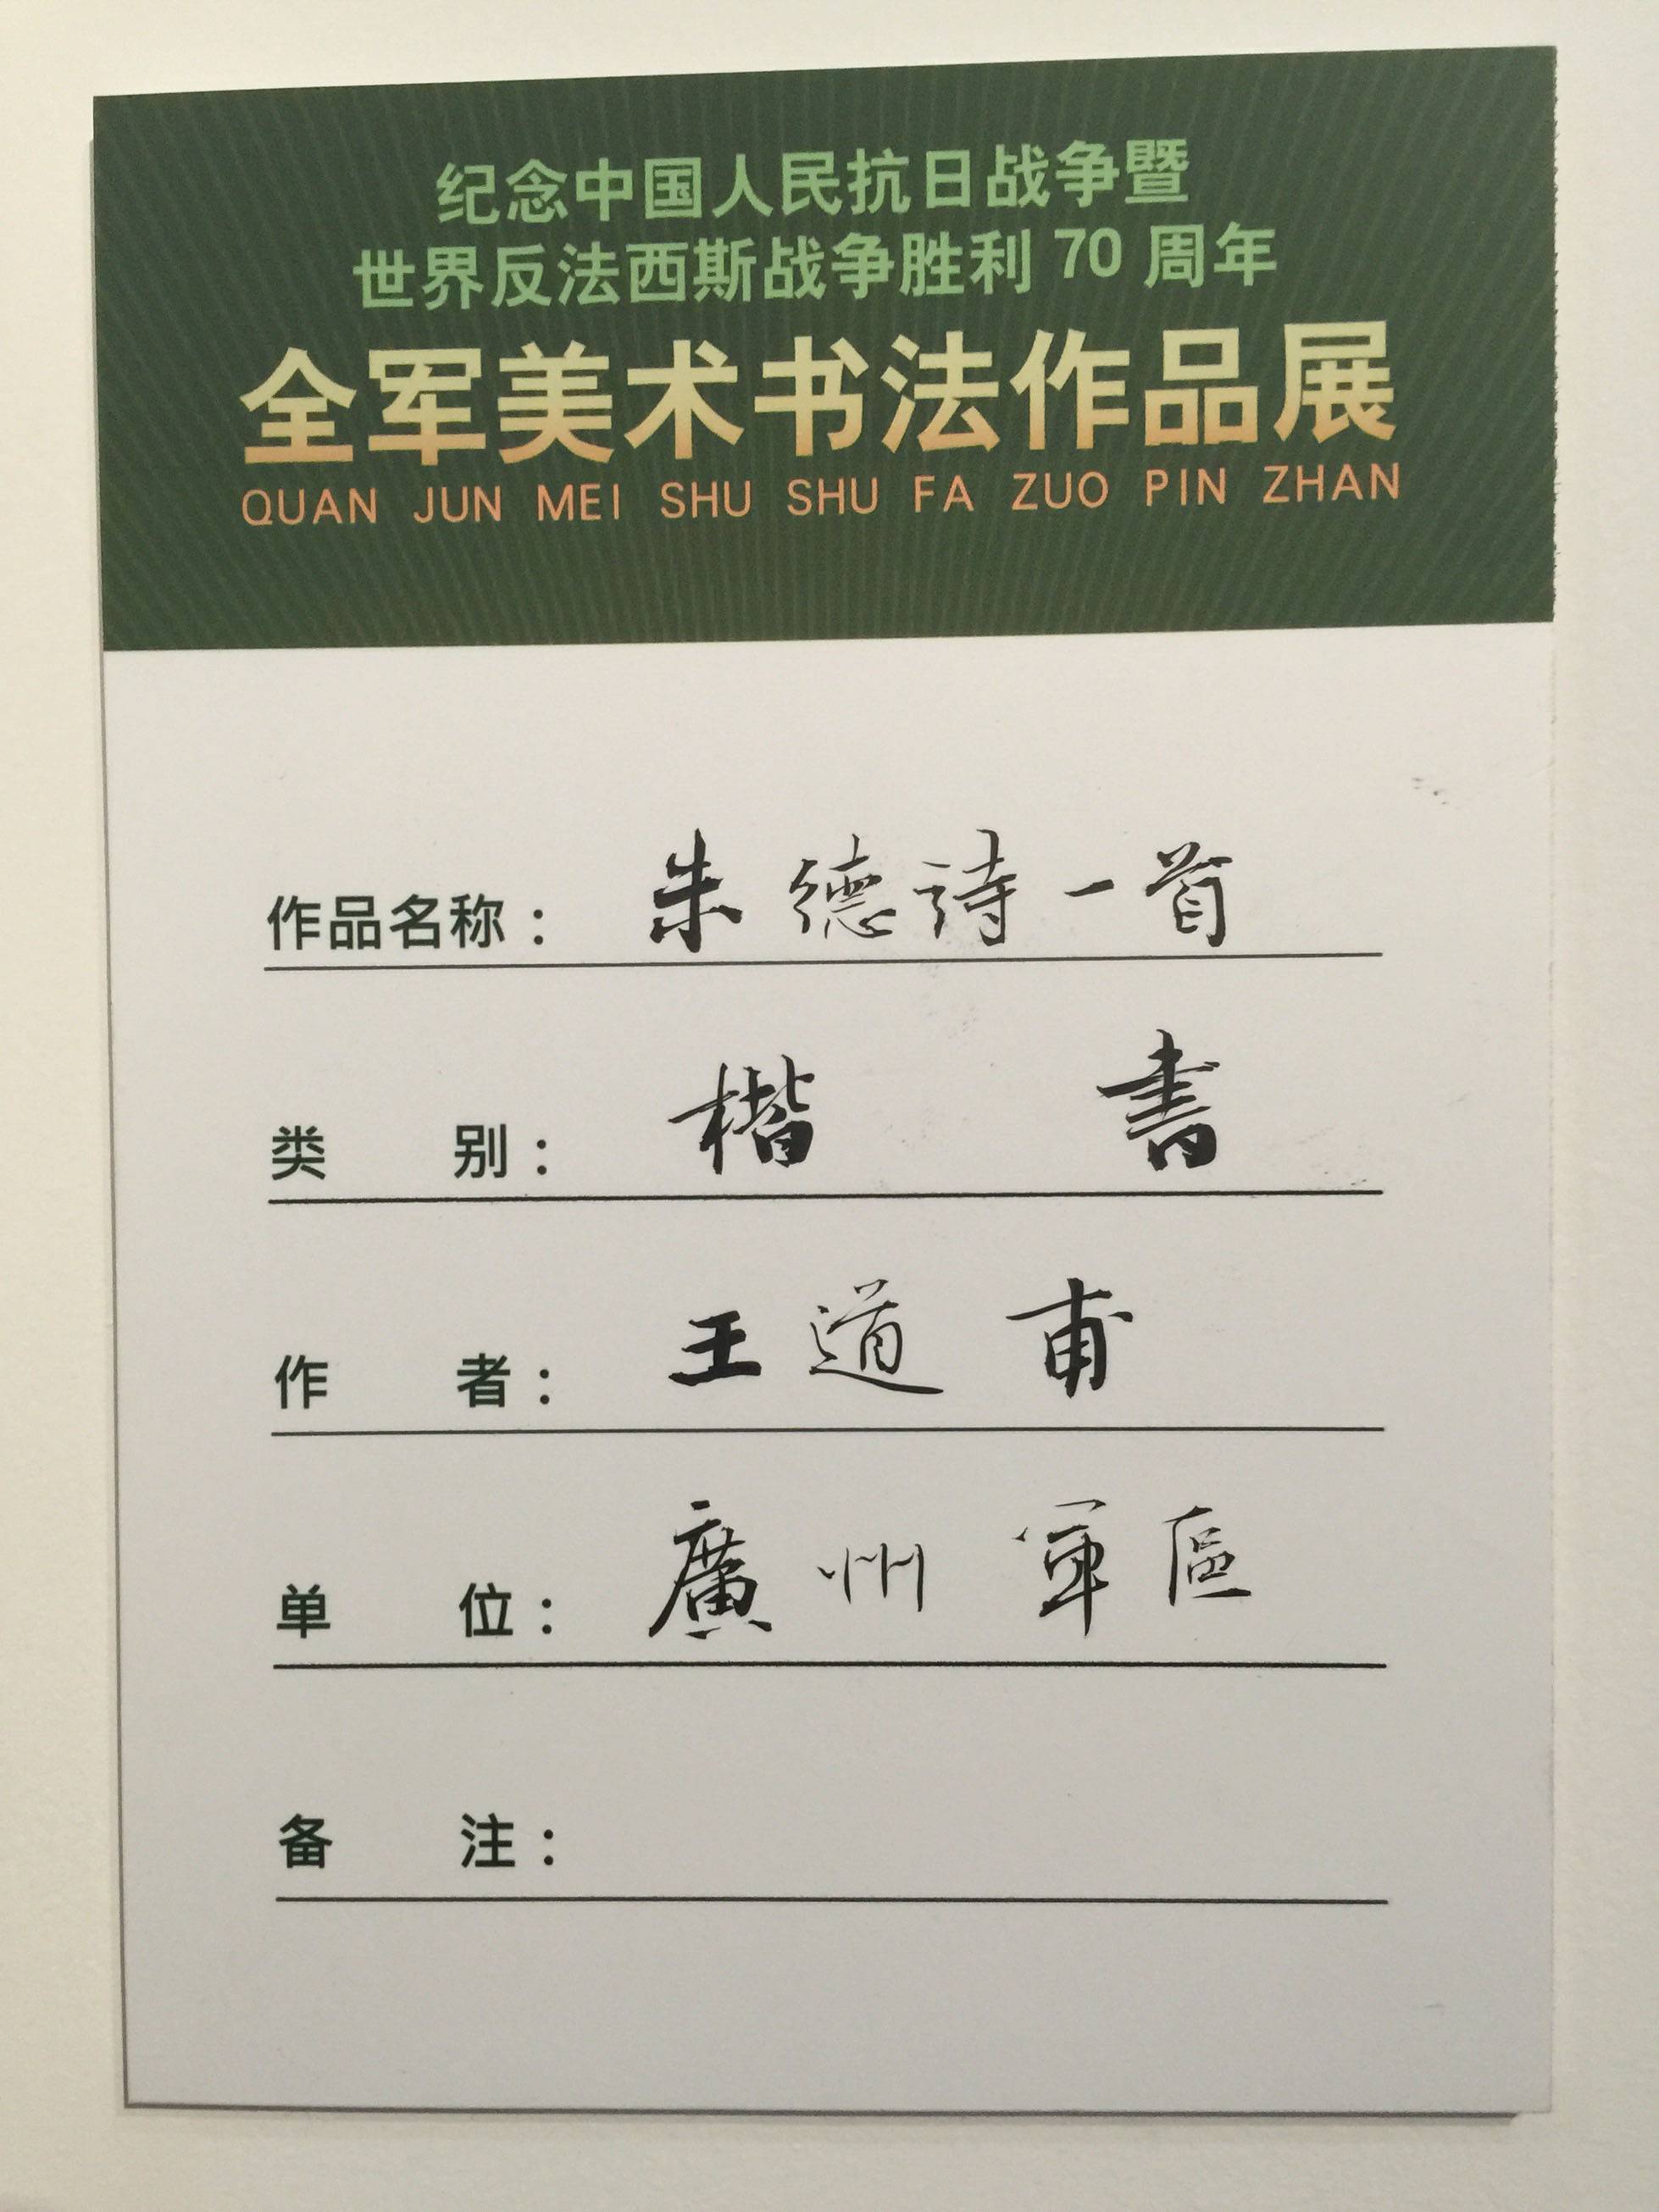 纪念中国人民抗日战争暨
世界反法西斯战争胜利 70 周年
全军美术书法作品展
QUAN JUN MEI SHU SHU FA ZUO PIN ZHAN
作品名称：朱德詩一首
类别：楷書
作者：王道甫
单位：廣州軍區
备注：